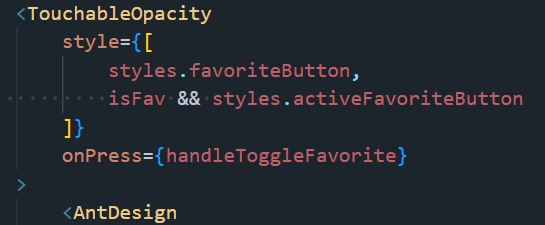 <TouchableOpacity
style={[
styles.favoriteButton,
isFav && styles.activeFavoriteButton
]}
onPress={handleToggleFavorite}
>
<AntDesign